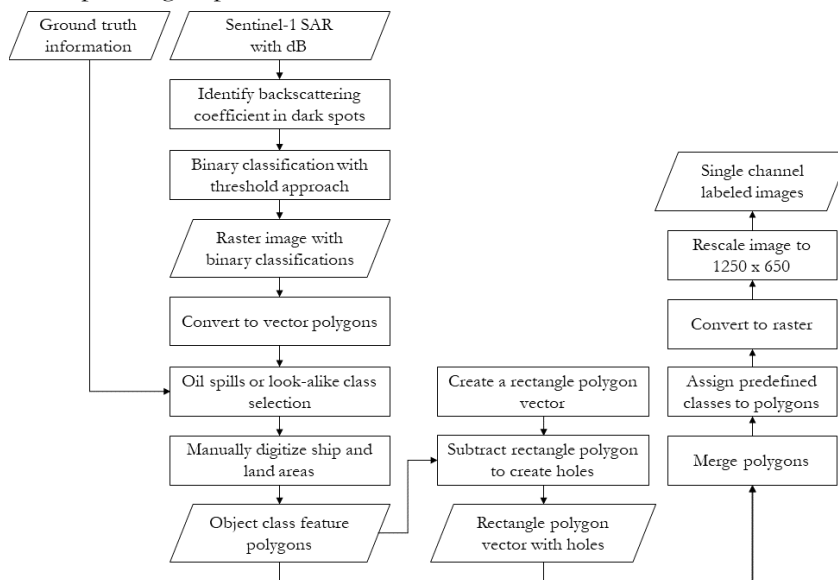 Ground truth
information
Sentinel-1 SAR
with dB
Identify backscattering
coefficient in dark spots
Binary classification with
threshold approach
Raster image with
binary classifications
Convert to vector polygons
Oil spills or look-alike class
selection
Manually digitize ship and
land areas
Object class feature
polygons
Create a rectangle polygon
vector
Subtract rectangle polygon
to create holes
Rectangle polygon
vector with holes
Single channel
labeled images
Rescale image to
1250 x 650
Convert to raster
Assign predefined
classes to polygons
Merge polygons